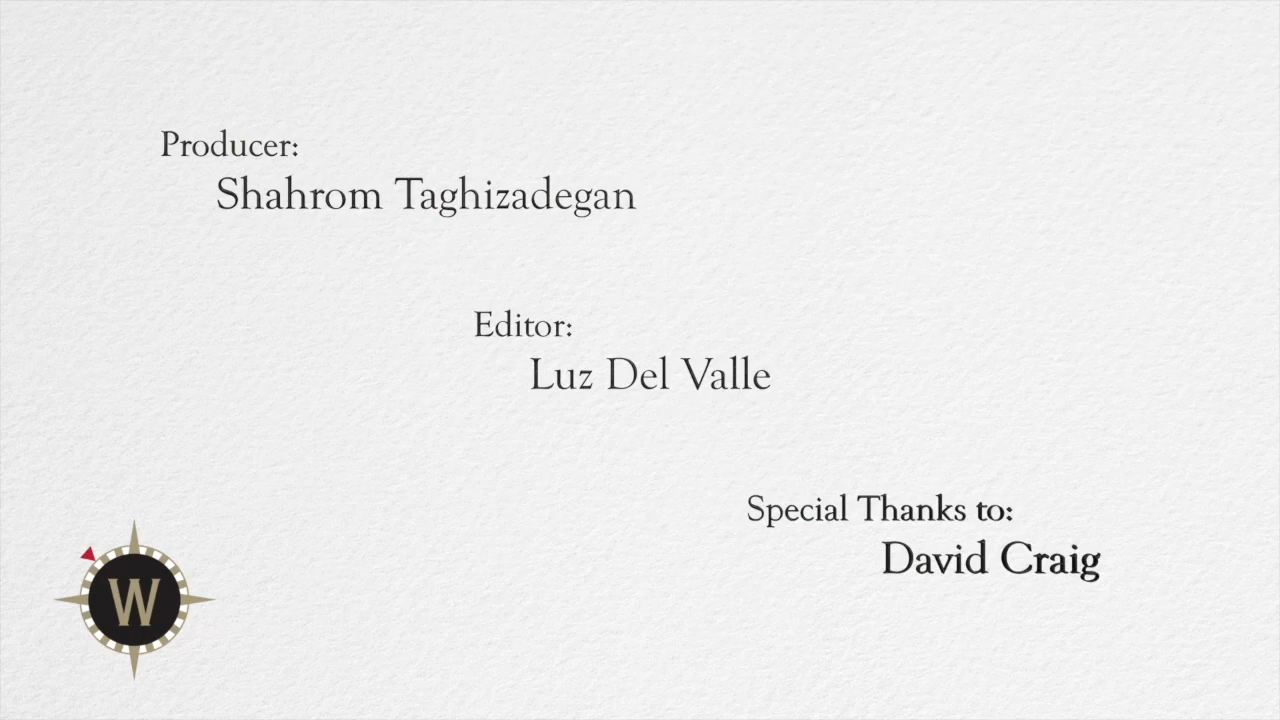 Producer:
Shahrom Taghizadegan
Editor:
Luz Del Valle
Special Thanks to:
David Craig
W